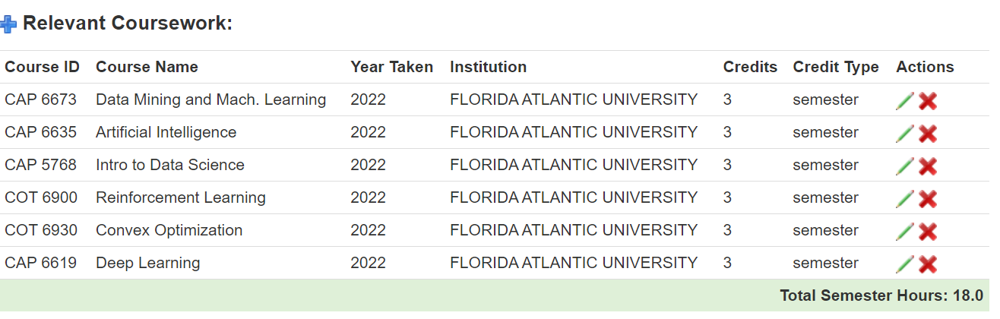 Relevant Coursework:
Course ID Course Name Year Taken Institution Credits Credit Type Actions
CAP 6673 Data Mining and Mach. Learning 2022 FLORIDA ATLANTIC UNIVERSITY 3 semester
CAP 6635 Artificial Intelligence 2022 FLORIDA ATLANTIC UNIVERSITY 3 semester
CAP 5768 Intro to Data Science 2022 FLORIDA ATLANTIC UNIVERSITY 3 semester
COT 6900 Reinforcement Learning 2022 FLORIDA ATLANTIC UNIVERSITY 3 semester
COT 6930 Convex Optimization 2022 FLORIDA ATLANTIC UNIVERSITY 3 semester
CAP 6619 Deep Learning 2022 FLORIDA ATLANTIC UNIVERSITY 3 semester
Total Semester Hours: 18.0